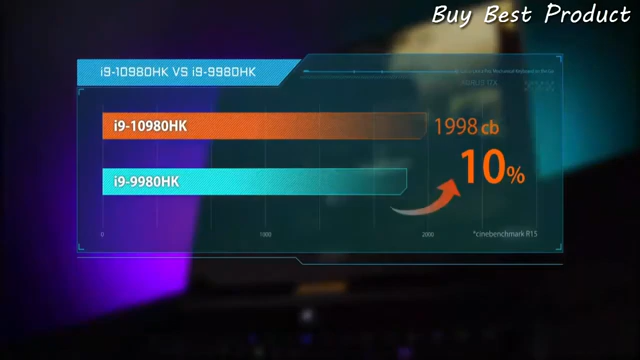 Buy Best Product
i9-10980HK VS i9-9980HK
i9-10980HK
1998 cb
10%
i9-9980HK
0
1000
2000
*cinebenchmark R15